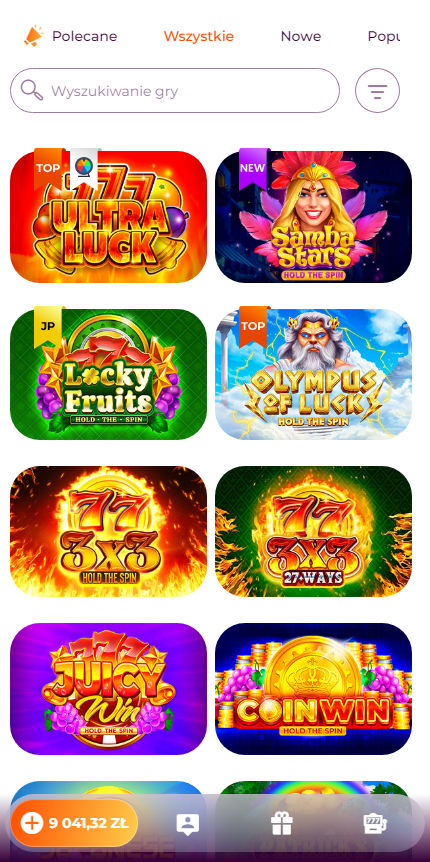 Polecane Wszystkie Nowe Popu
Wyszukiwanie gry
TOP
777
ULTRA
LUCK
NEW
Samba
Stars
HOLD THE SPIN
JP
Locky
Fruits
HOLD · THE · SPIN
TOP
OLYMPUS
OF LUCK
HOLD THE SPIN
77
3X3
HOLD THE SPIN
77
3X3
27 WAYS
777
JUICY
Win
HOLD THE SPIN
COIN WIN
HOLD THE SPIN
9 041,32 ZŁ
777